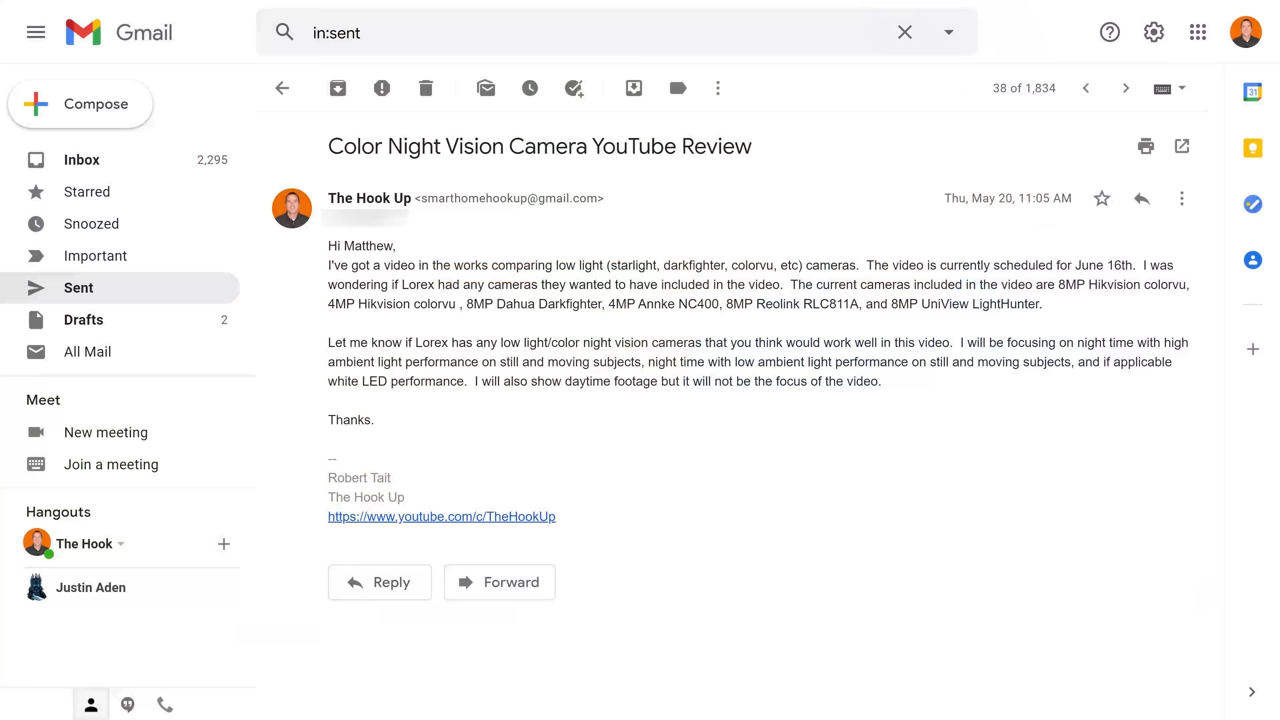 Gmail
in:sent
Compose
38 of 1,834
Inbox 2,295
Starred
Snoozed
Important
Sent
Drafts 2
All Mail
Meet
New meeting
Join a meeting
Hangouts
The Hook
Justin Aden
31
Color Night Vision Camera YouTube Review
The Hook Up <smarthomehookup@gmail.com>
Thu, May 20, 11:05 AM
Hi Matthew,
I've got a video in the works comparing low light (starlight, darkfighter, colorvu, etc) cameras.  The video is currently scheduled for June 16th.  I was
wondering if Lorex had any cameras they wanted to have included in the video.  The current cameras included in the video are 8MP Hikvision colorvu,
4MP Hikvision colorvu , 8MP Dahua Darkfighter, 4MP Annke NC400, 8MP Reolink RLC811A, and 8MP UniView LightHunter.
Let me know if Lorex has any low light/color night vision cameras that you think would work well in this video.  I will be focusing on night time with high
ambient light performance on still and moving subjects, night time with low ambient light performance on still and moving subjects, and if applicable
white LED performance.  I will also show daytime footage but it will not be the focus of the video.
Thanks.
--
Robert Tait
The Hook Up
https://www.youtube.com/c/TheHookUp
Reply
Forward